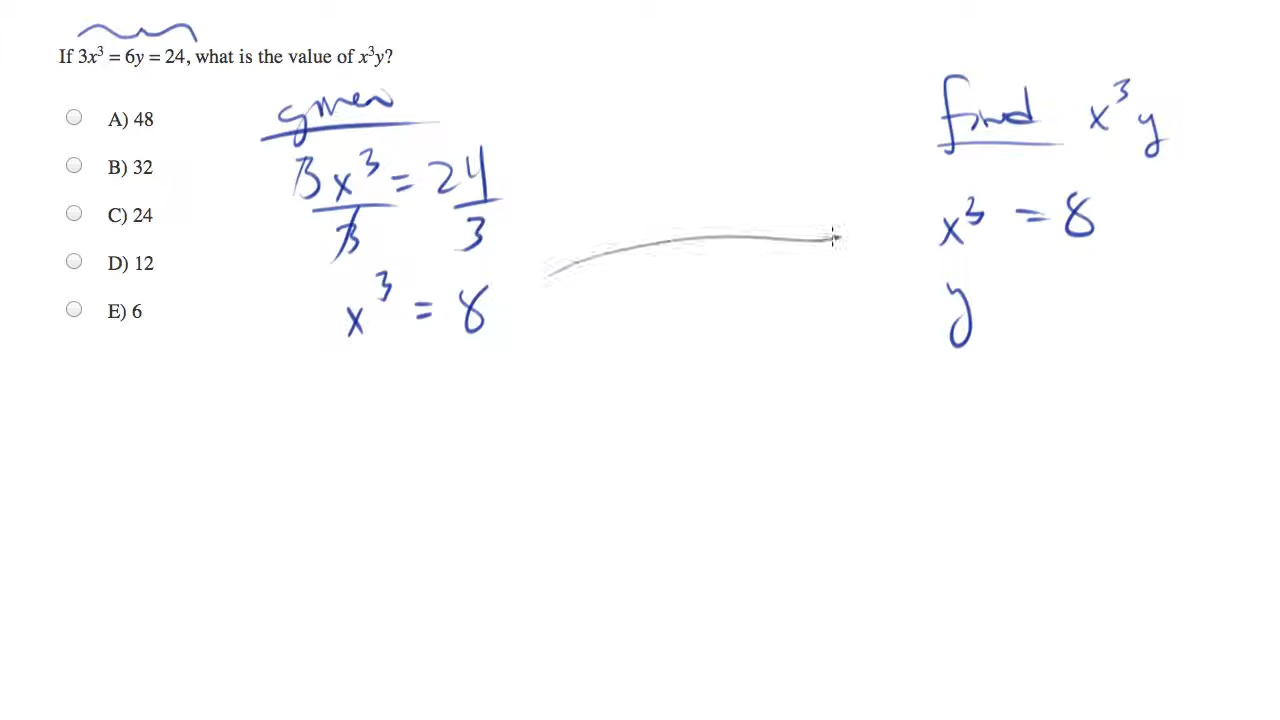 If 3x³ = 6y = 24, what is the value of x³y?
A) 48
B) 32
C) 24
D) 12
E) 6
given
3x³ = 24
3 3
x³ = 8
find x³y
x³ = 8
y